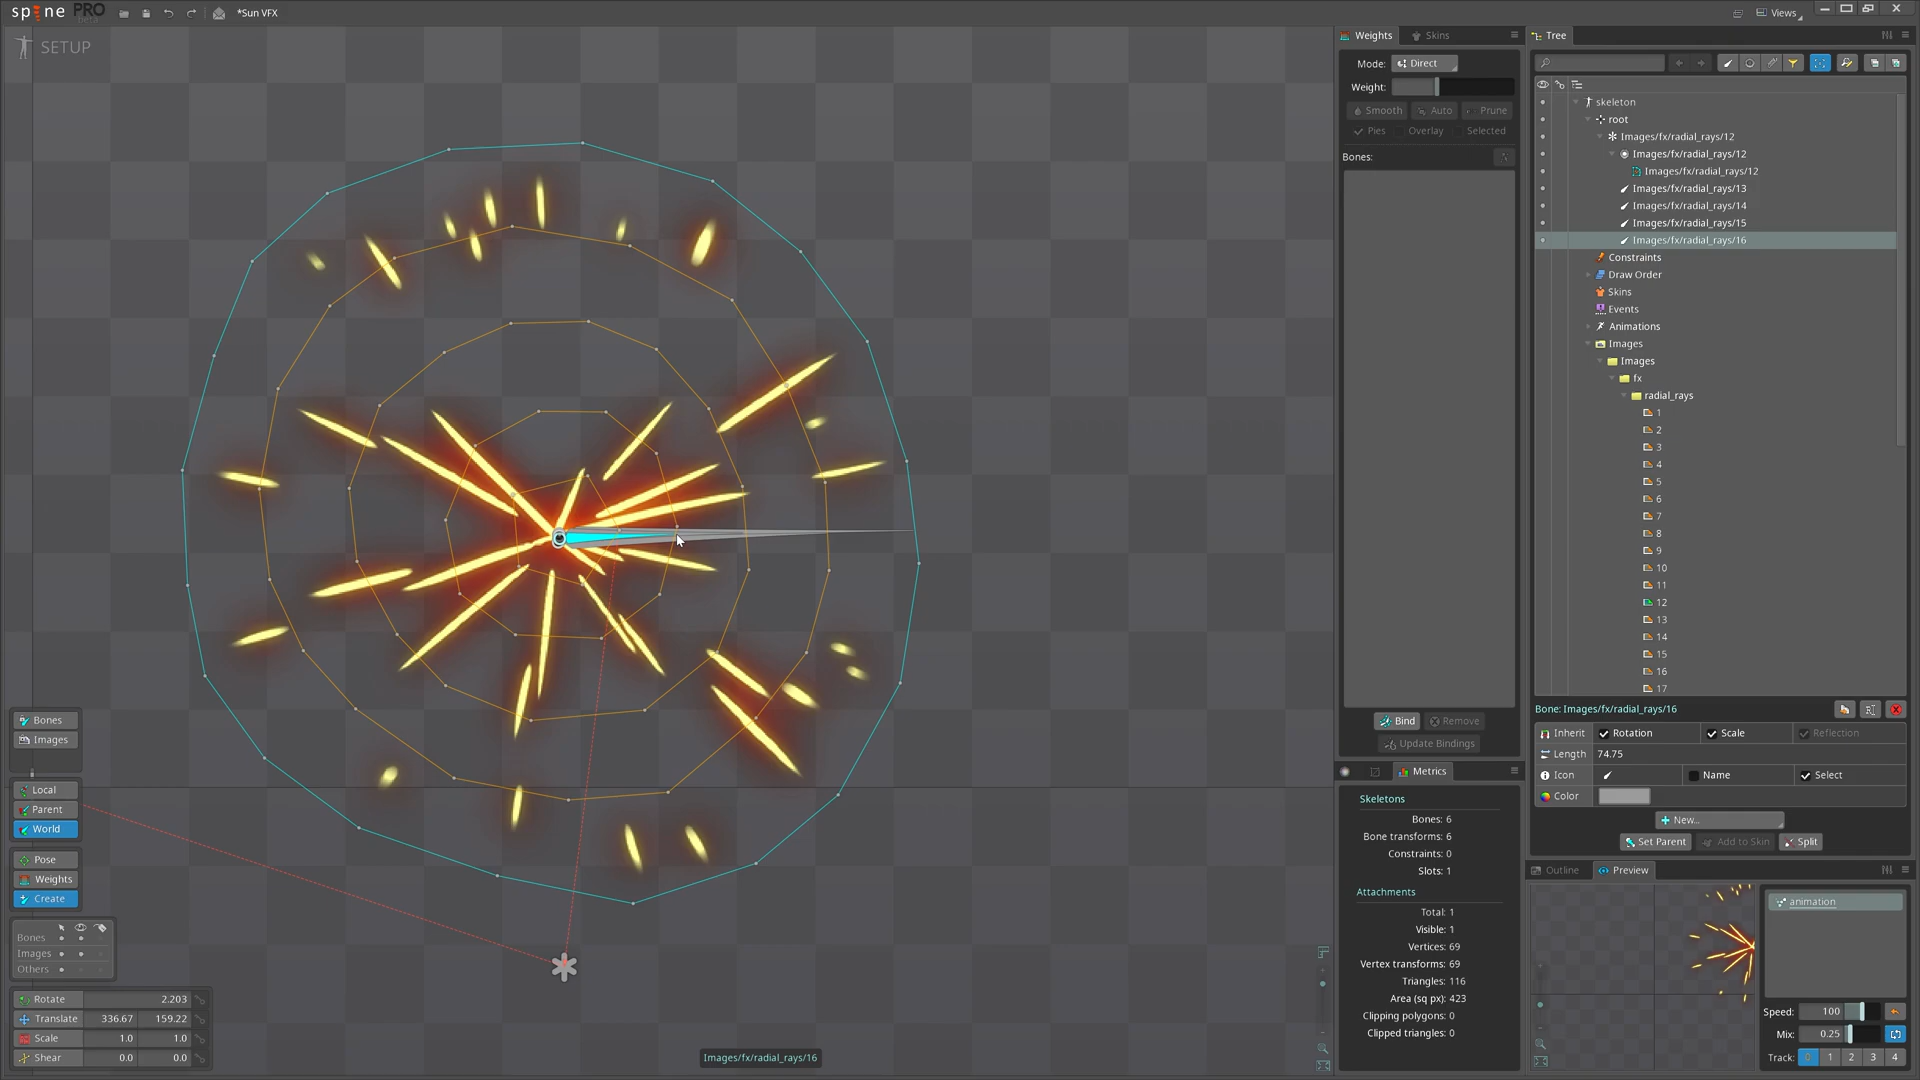 spine PRO
beta
*Sun VFX
Views
SETUP
Weights
Skins
Mode:
Direct
Weight:
Smooth
Auto
Prune
Pies
Overlay
Selected
Bones:
Bind
Remove
Update Bindings
Metrics
Skeletons
Bones: 6
Bone transforms: 6
Constraints: 0
Slots: 1
Attachments
Total: 1
Visible: 1
Vertices: 69
Vertex transforms: 69
Triangles: 116
Area (sq px): 423
Clipping polygons: 0
Clipped triangles: 0
Tree
skeleton
root
Images/fx/radial_rays/12
Images/fx/radial_rays/12
Images/fx/radial_rays/12
Images/fx/radial_rays/13
Images/fx/radial_rays/14
Images/fx/radial_rays/15
Images/fx/radial_rays/16
Constraints
Draw Order
Skins
Events
Animations
Images
Images
fx
radial_rays
1
2
3
4
5
6
7
8
9
10
11
12
13
14
15
16
17
Bone: Images/fx/radial_rays/16
Inherit
Rotation
Scale
Reflection
Length
74.75
Icon
Name
Select
Color
New...
Set Parent
Add to Skin
Split
Outline
Preview
animation
Speed:
100
Mix:
0.25
Track:
0
1
2
3
4
Bones
Images
Local
Parent
World
Pose
Weights
Create
Bones
Images
Others
Rotate
2.203
Translate
336.67
159.22
Scale
1.0
1.0
Shear
0.0
0.0
Images/fx/radial_rays/16